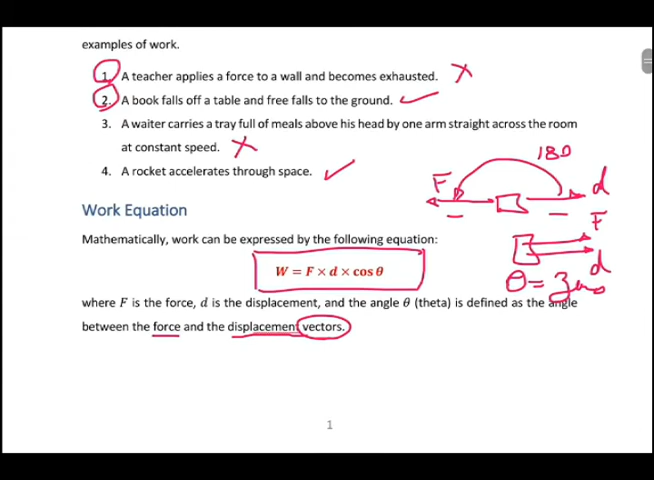 examples of work.
1. A teacher applies a force to a wall and becomes exhausted.
2. A book falls off a table and free falls to the ground.
3. A waiter carries a tray full of meals above his head by one arm straight across the room
at constant speed.
4. A rocket accelerates through space.
180
F
d
F
d
θ = zero
Work Equation
Mathematically, work can be expressed by the following equation:
W = F × d × cos θ
where F is the force, d is the displacement, and the angle θ (theta) is defined as the angle
between the force and the displacement vectors.
1